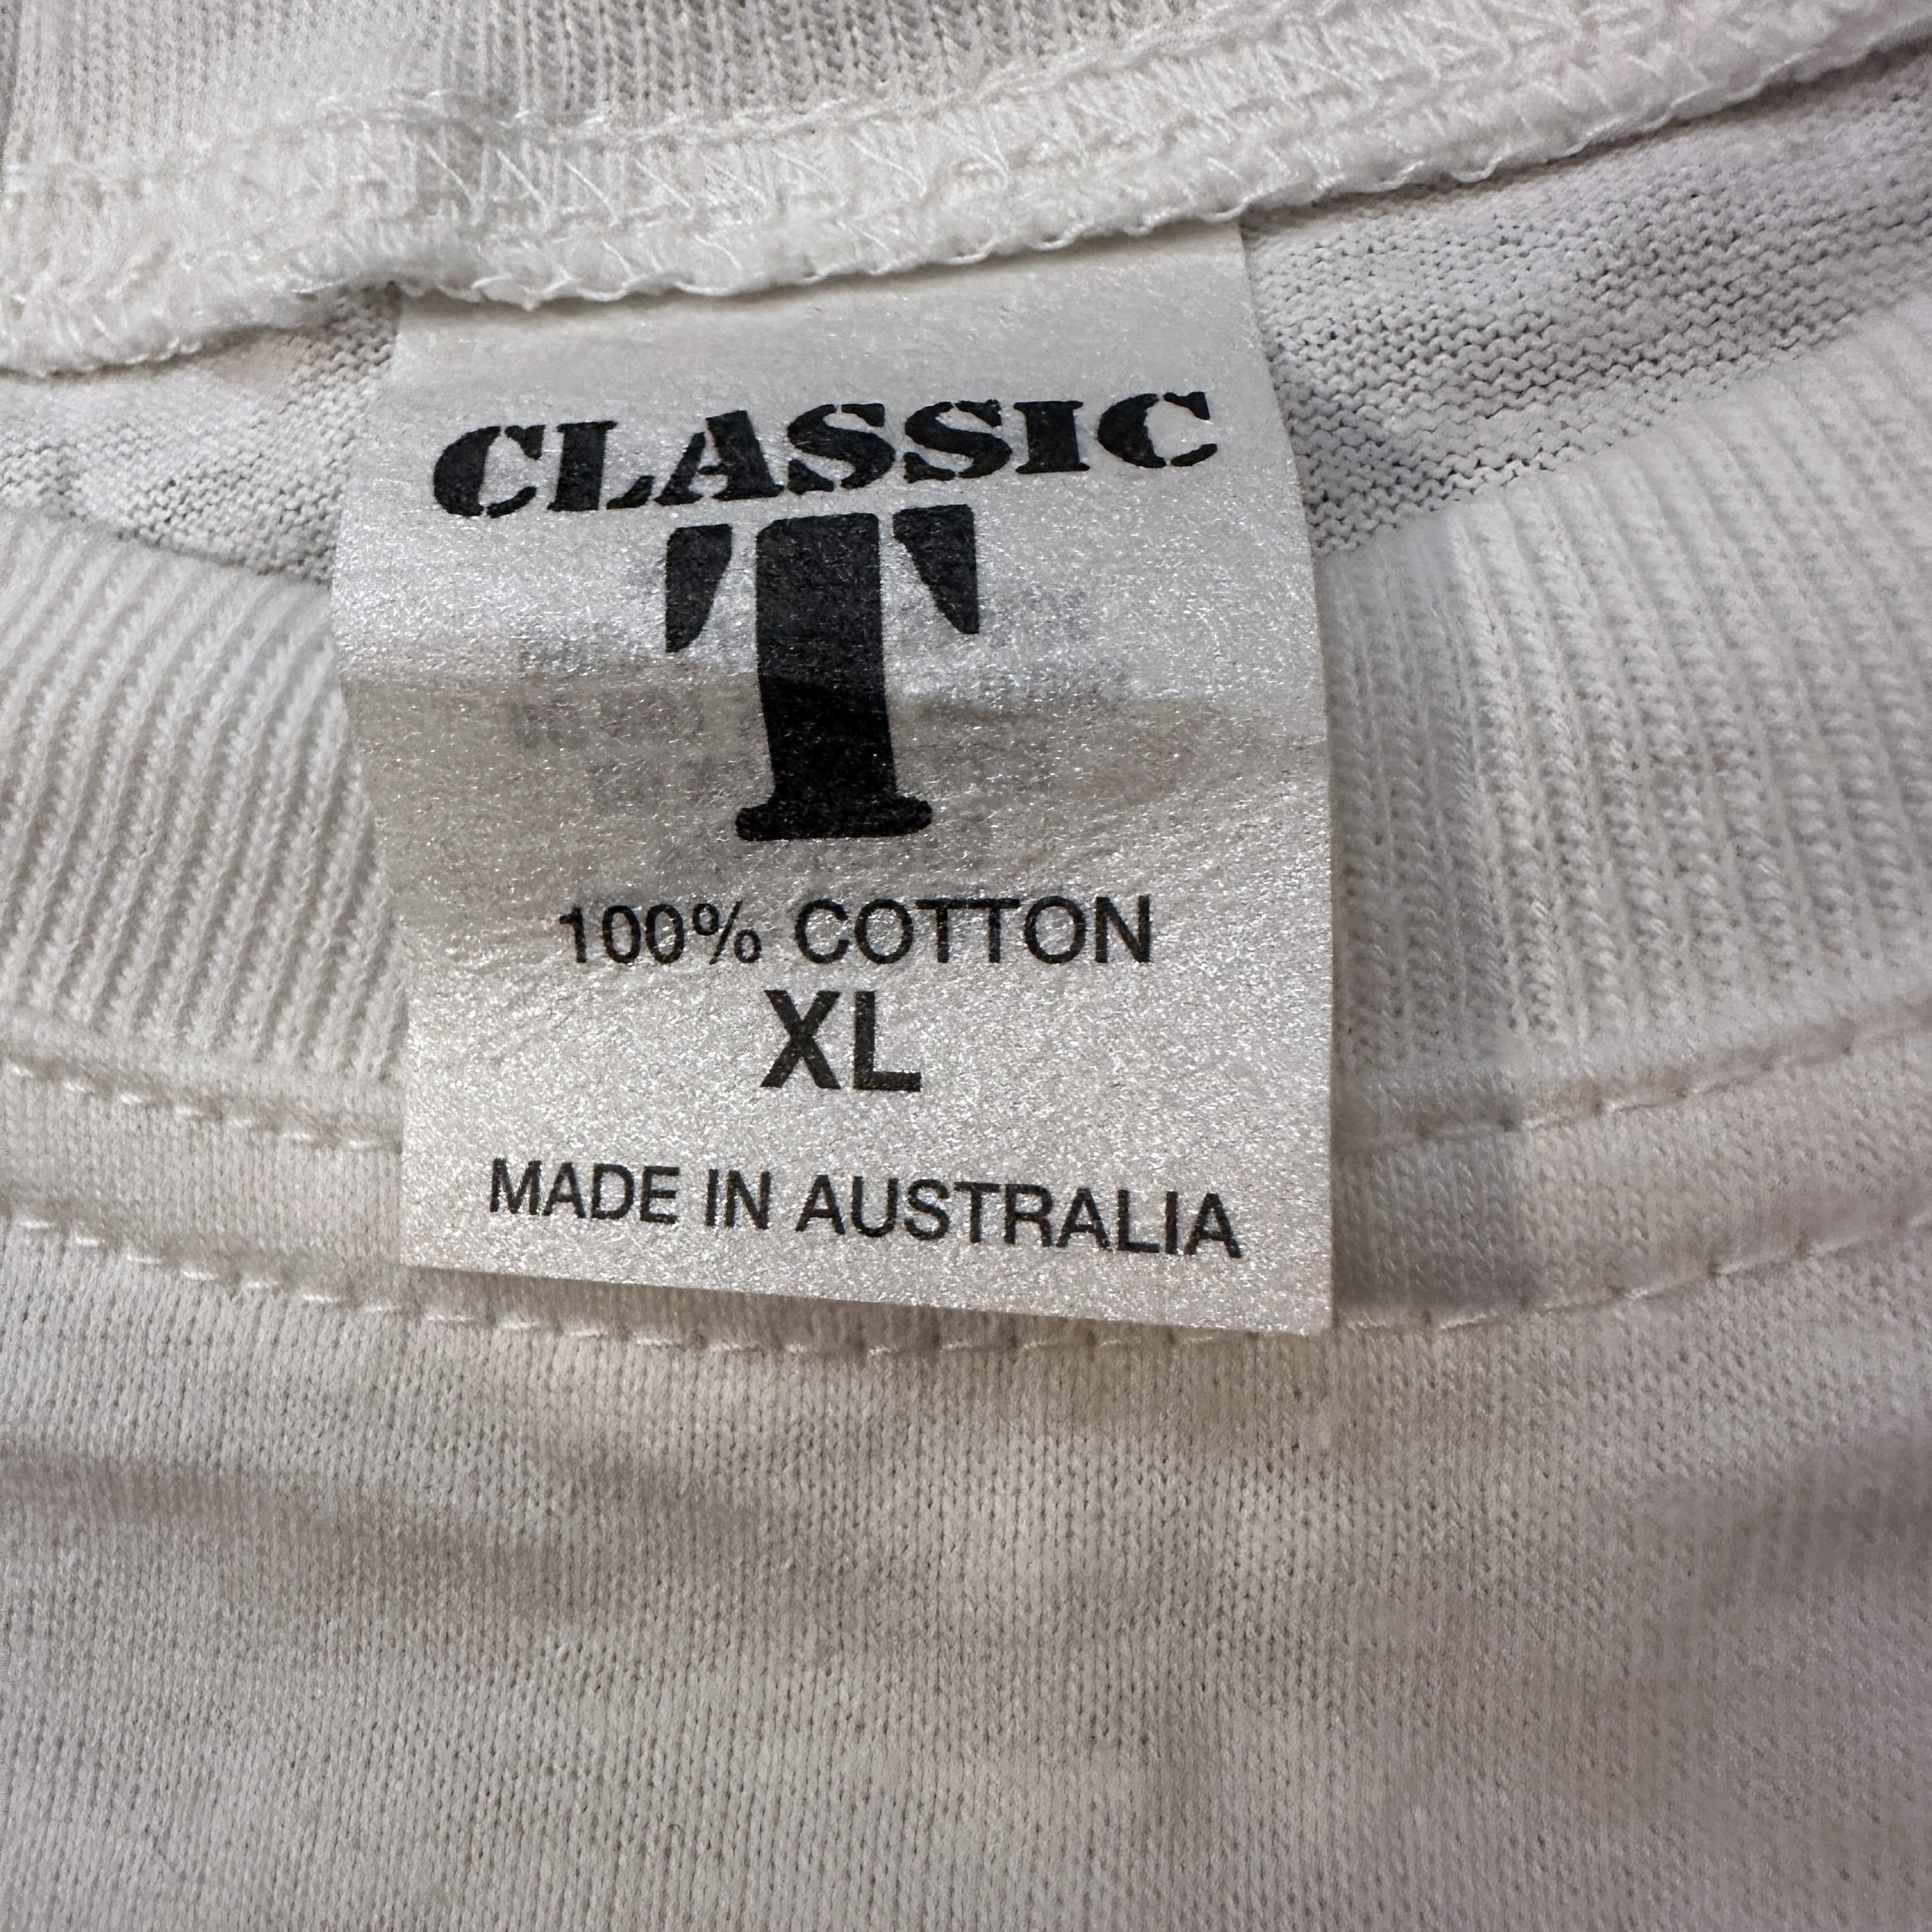 CLASSIC
T
100% COTTON
XL
MADE IN AUSTRALIA